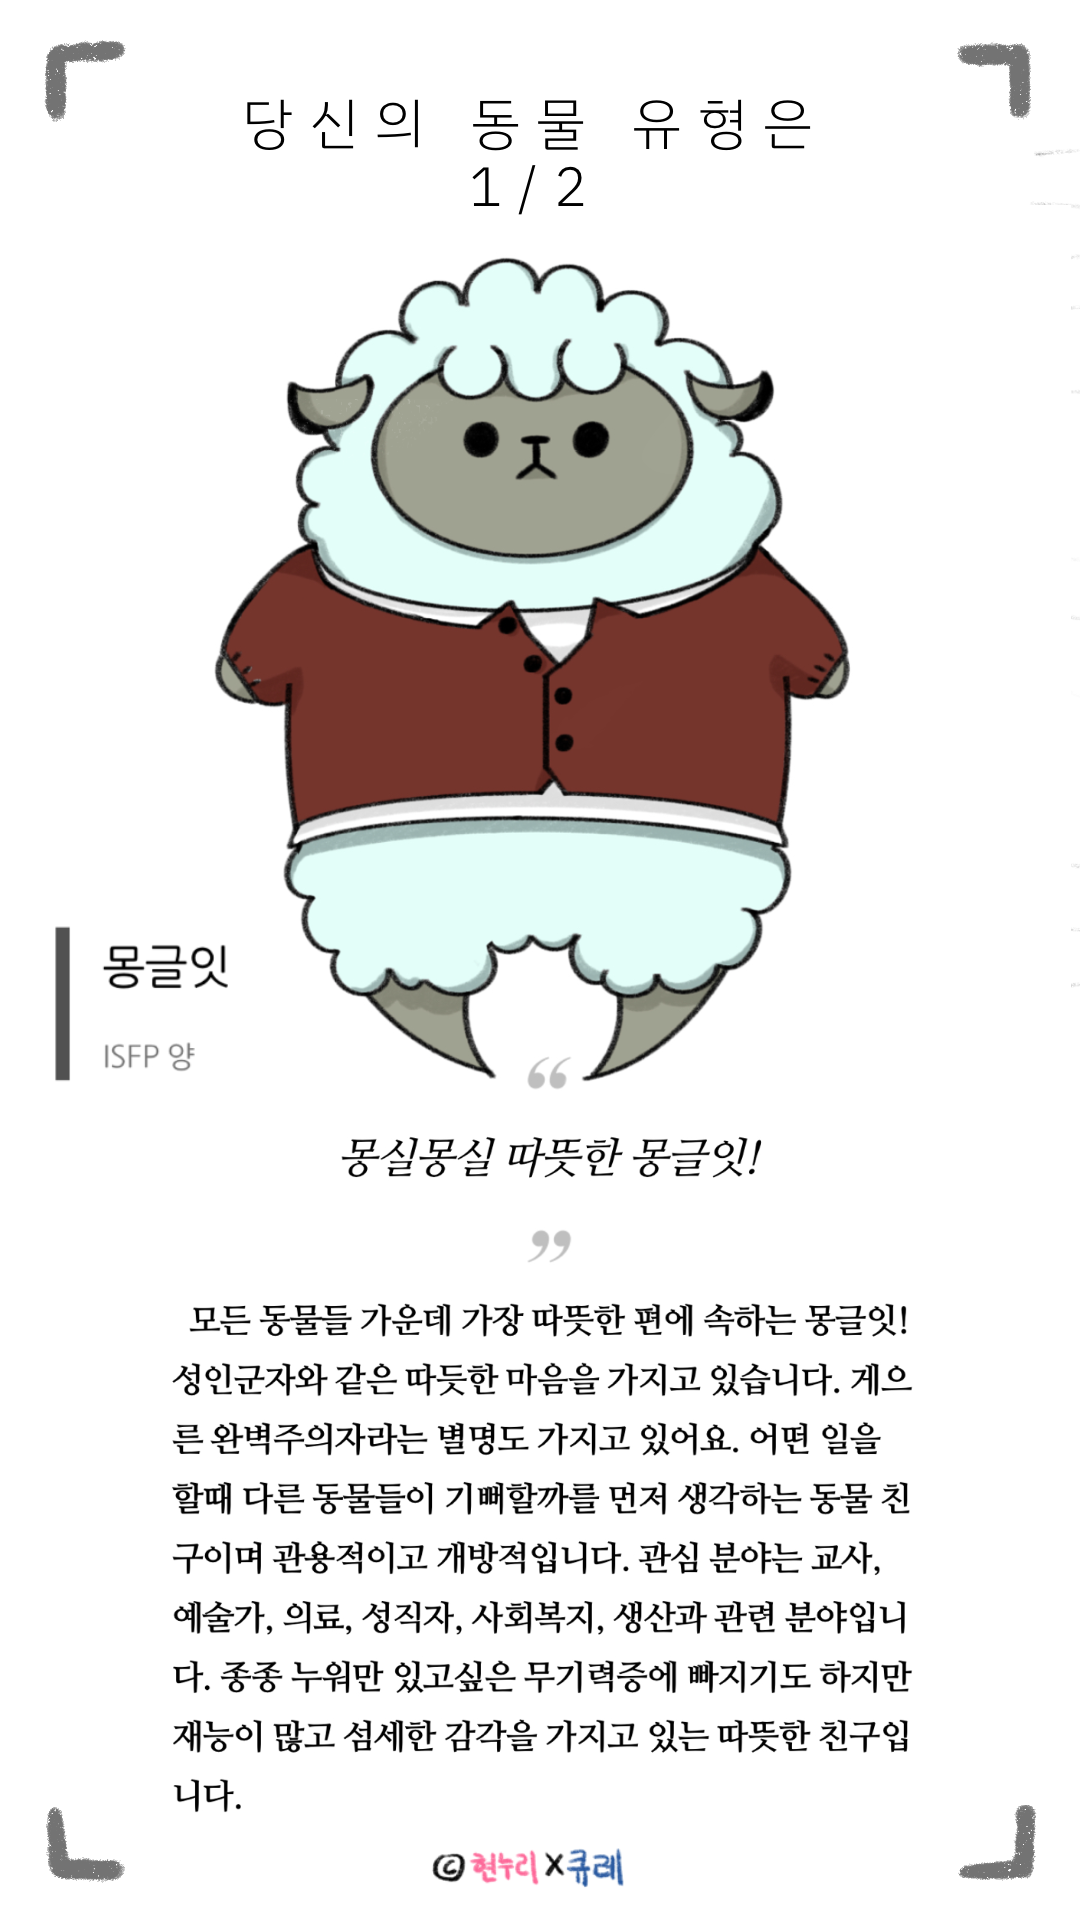 당신의 동물 유형은
1/2
몽글잇
ISFP 양
“
몽실몽실 따뜻한 몽글잇!
”
모든 동물들 가운데 가장 따뜻한 편에 속하는 몽글잇!
성인군자와 같은 따듯한 마음을 가지고 있습니다. 게으
른 완벽주의자라는 별명도 가지고 있어요. 어떤 일을
할때 다른 동물들이 기뻐할까를 먼저 생각하는 동물 친
구이며 관용적이고 개방적입니다. 관심 분야는 교사,
예술가, 의료, 성직자, 사회복지, 생산과 관련 분야입니
다. 종종 누워만 있고싶은 무기력증에 빠지기도 하지만
재능이 많고 섬세한 감각을 가지고 있는 따뜻한 친구입
니다.
© 현누리 X 큐레